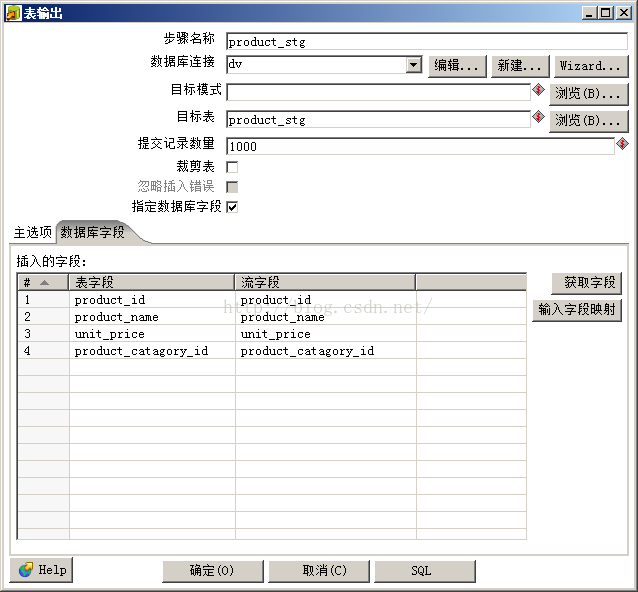 表输出
步骤名称 product_stg
数据库连接 dv 编辑... 新建... Wizard...
目标模式 浏览(B)...
目标表 product_stg 浏览(B)...
提交记录数量 1000
裁剪表
忽略插入错误
指定数据库字段
主选项 数据库字段
插入的字段:
# 表字段 流字段 获取字段
1 product_id product_id
http://blog.csdn.net/
2 product_name product_name 输入字段映射
3 unit_price unit_price
4 product_catagory_id product_catagory_id
Help 确定(O) 取消(C) SQL